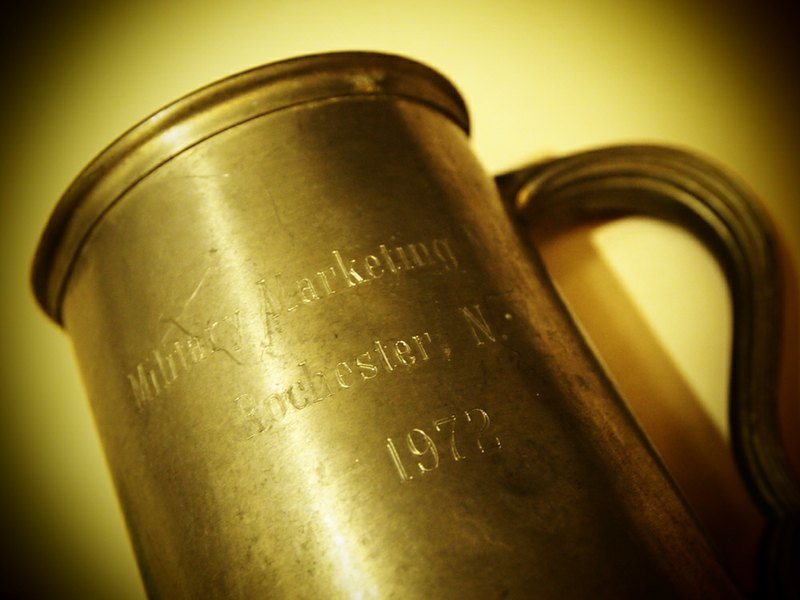 Military Marketing
Rochester, N.
1972